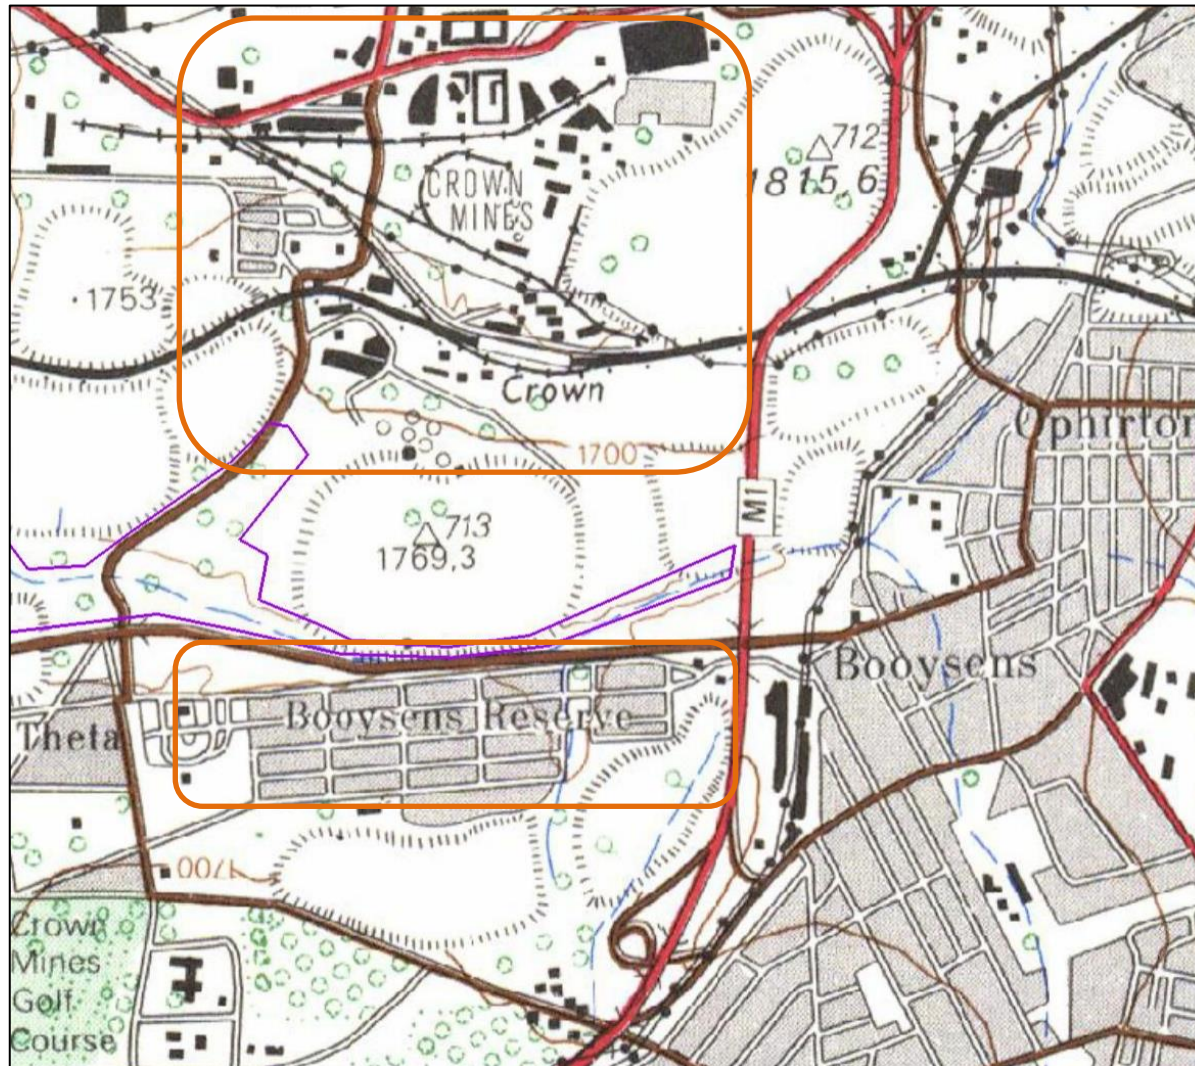 712
1815,6
CROWN
MINES
1753
Crown
Ophirton
1700
M1
713
1769,3
Booysens
Booysens Reserve
Theta
1700
Crown
Mines
Golf
Course